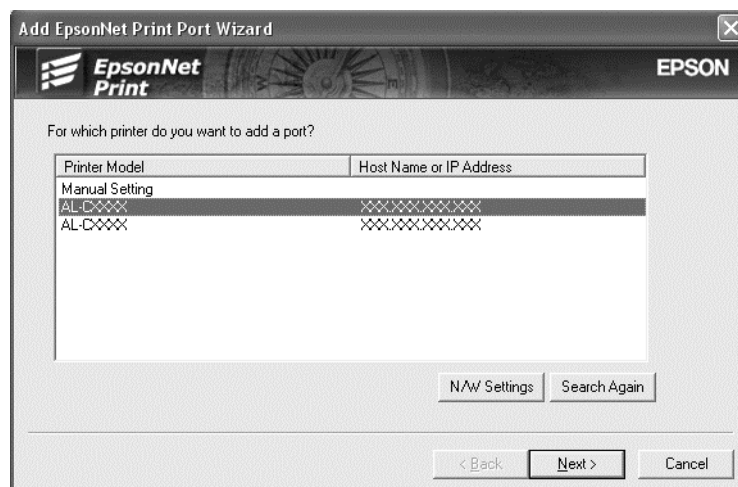 Add EpsonNet Print Port Wizard
EpsonNet
Print
EPSON
For which printer do you want to add a port?
Printer Model Host Name or IP Address
Manual Setting
AL-CXXXX XXX.XXX.XXX.XXX
AL-CXXXX XXX.XXX.XXX.XXX
N/W Settings Search Again
< Back Next > Cancel